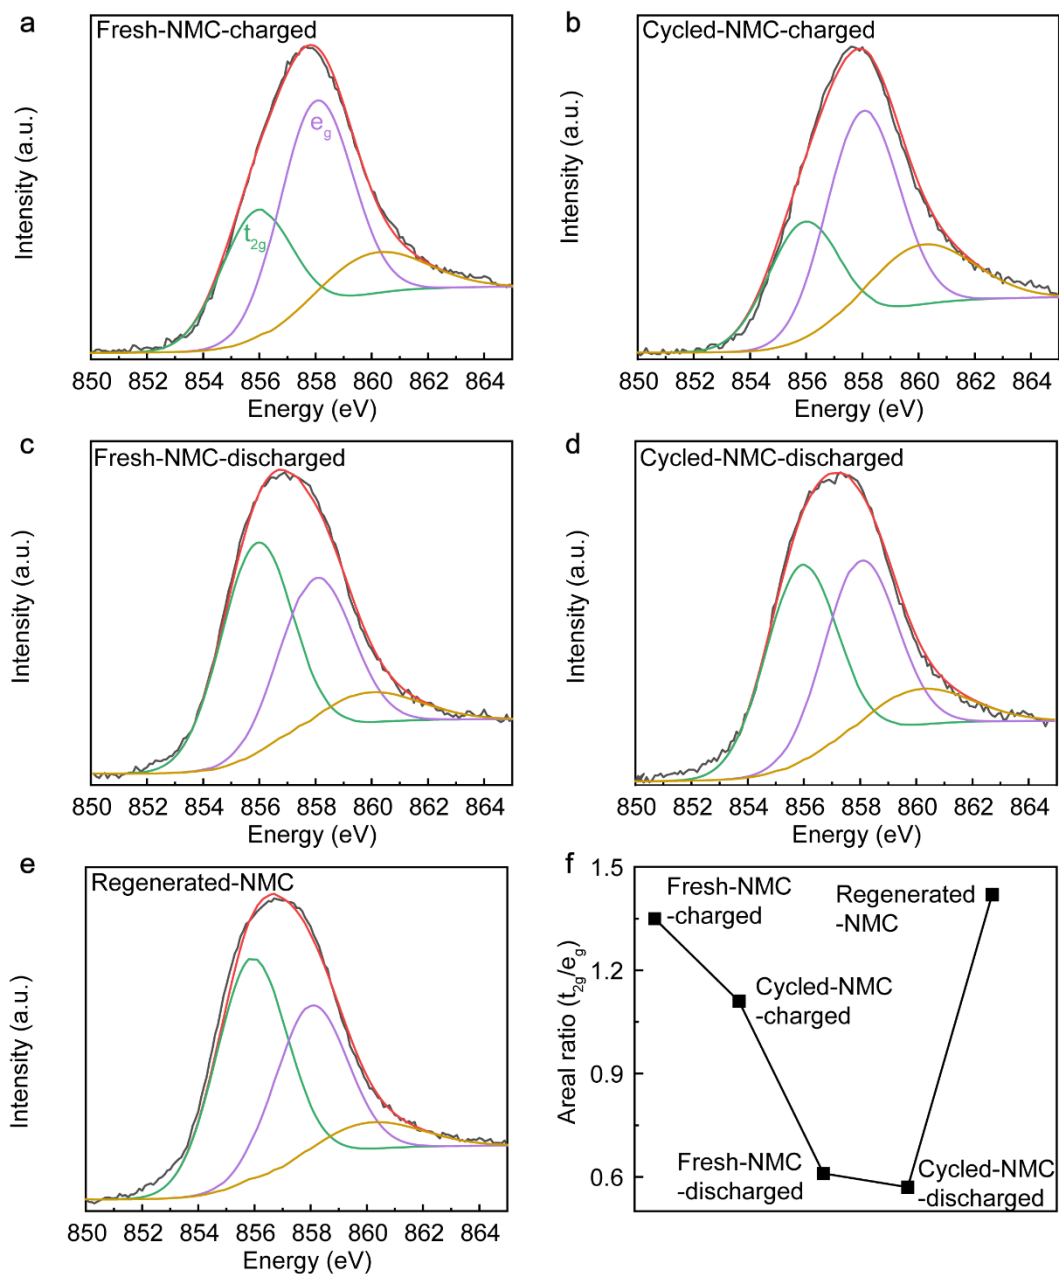 a
Fresh-NMC-charged
e_g
t_2g
Intensity (a.u.)
850 852 854 856 858 860 862 864
Energy (eV)
b
Cycled-NMC-charged
Intensity (a.u.)
850 852 854 856 858 860 862 864
Energy (eV)
c
Fresh-NMC-discharged
Intensity (a.u.)
850 852 854 856 858 860 862 864
Energy (eV)
d
Cycled-NMC-discharged
Intensity (a.u.)
850 852 854 856 858 860 862 864
Energy (eV)
e
Regenerated-NMC
Intensity (a.u.)
850 852 854 856 858 860 862 864
Energy (eV)
f
1.5
1.2
0.9
0.6
Areal ratio (t_2g/e_g)
Fresh-NMC
-charged
Regenerated
-NMC
Cycled-NMC
-charged
Fresh-NMC
-discharged
Cycled-NMC
-discharged